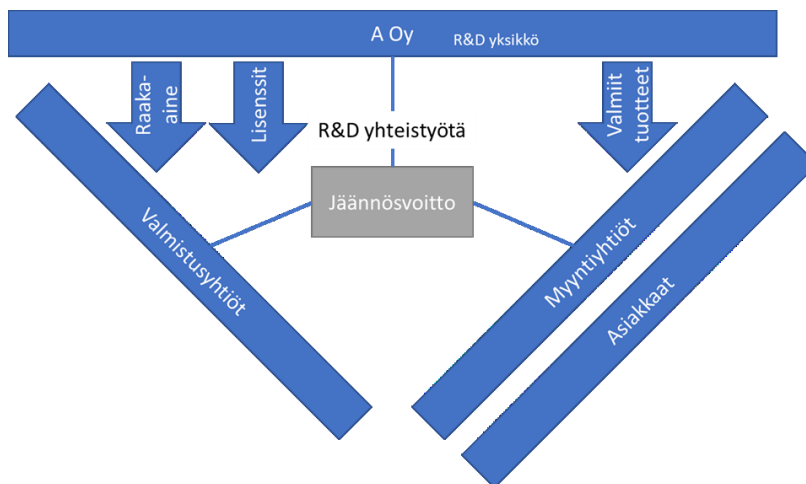 A Oy
R&D yksikkö
Raaka-
aine
Lisenssit
Valmiit
tuotteet
R&D yhteistyötä
Jäännösvoitto
Valmistusyhtiöt
Myyntiyhtiöt
Asiakkaat